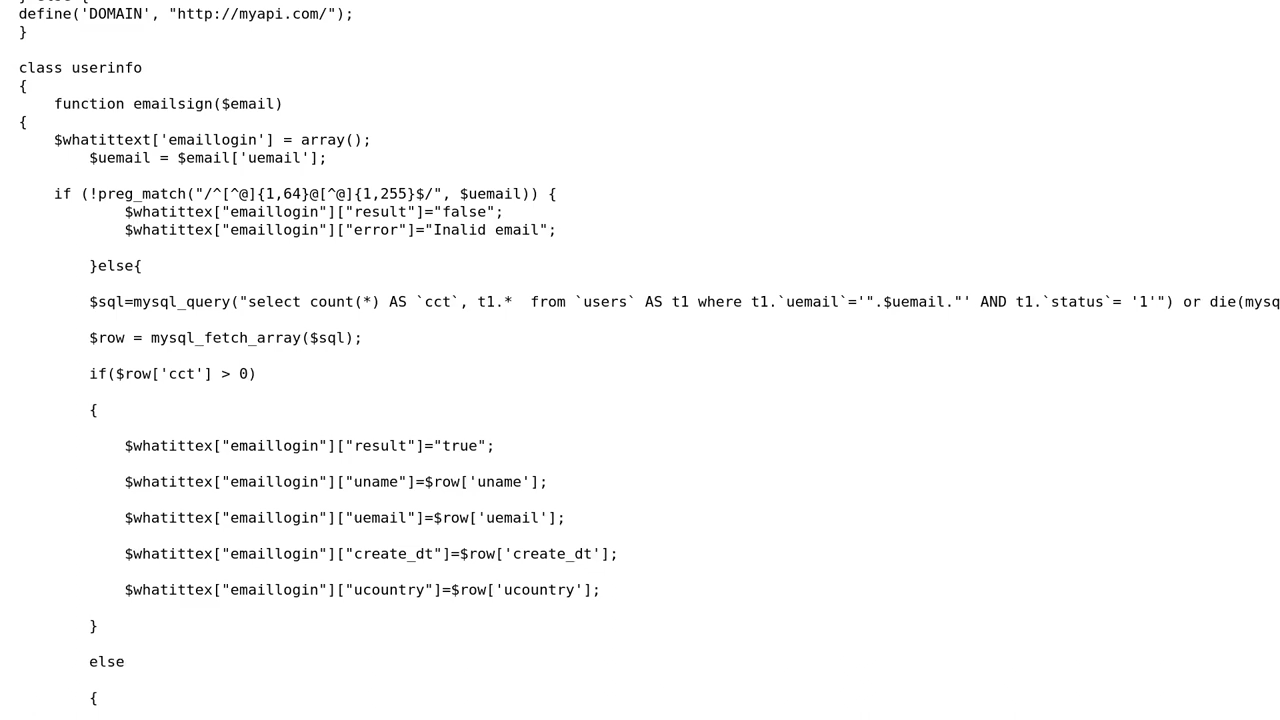 } else {
define('DOMAIN', "http://myapi.com/");
}
class userinfo
{
function emailsign($email)
{
$whatittext['emaillogin'] = array();
$uemail = $email['uemail'];
if (!preg_match("/^[^@]{1,64}@[^@]{1,255}$/", $uemail)) {
$whatittex["emaillogin"]["result"]="false";
$whatittex["emaillogin"]["error"]="Inalid email";
}else{
$sql=mysql_query("select count(*) AS `cct`, t1.*  from `users` AS t1 where t1.`uemail`='".$uemail."' AND t1.`status`= '1'") or die(mysq
$row = mysql_fetch_array($sql);
if($row['cct'] > 0)
{
$whatittex["emaillogin"]["result"]="true";
$whatittex["emaillogin"]["uname"]=$row['uname'];
$whatittex["emaillogin"]["uemail"]=$row['uemail'];
$whatittex["emaillogin"]["create_dt"]=$row['create_dt'];
$whatittex["emaillogin"]["ucountry"]=$row['ucountry'];
}
else
{